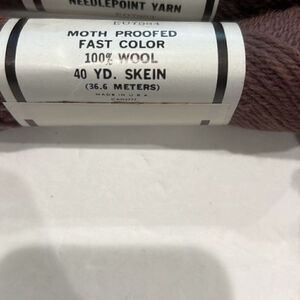 NEEDLEPOINT YARN
MOTH PROOFED
FAST COLOR
100% WOOL
40 YD. SKEIN
(36.6 METERS)
MADE IN U.S.A.